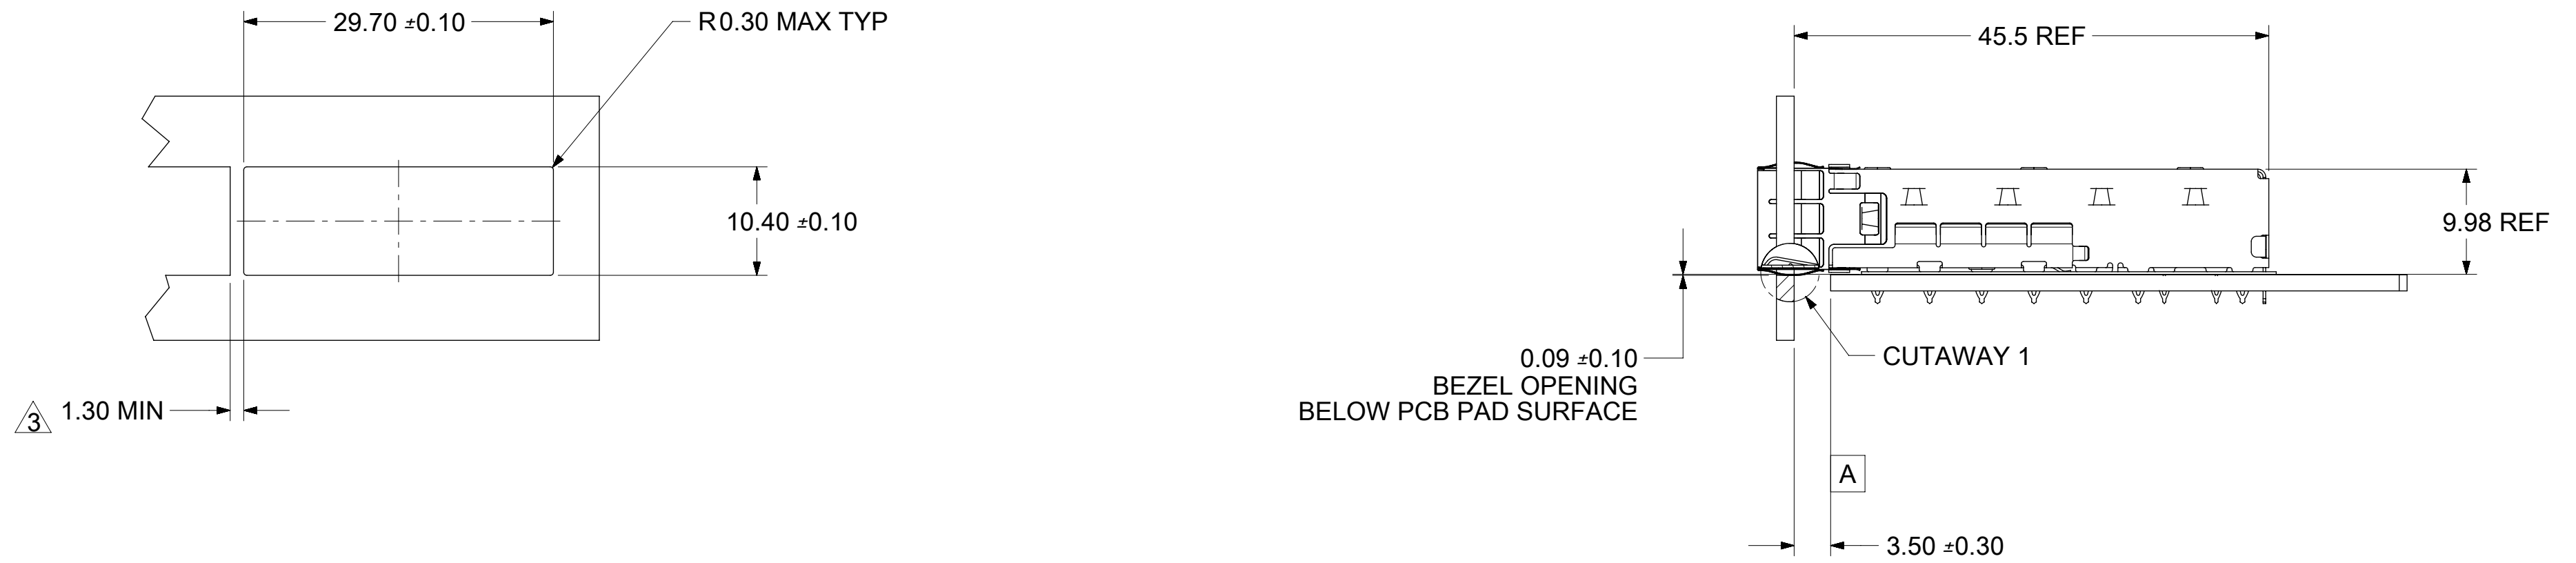 29.70 ±0.10
R0.30 MAX TYP
10.40 ±0.10
3 1.30 MIN
45.5 REF
9.98 REF
0.09 ±0.10
BEZEL OPENING
BELOW PCB PAD SURFACE
CUTAWAY 1
A
3.50 ±0.30